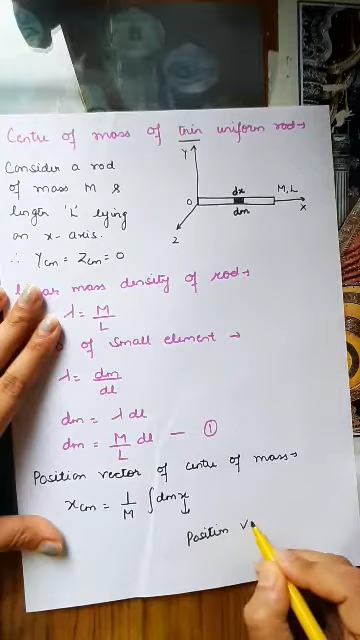 Centre of mass of thin uniform rod→
Consider a rod
of mass M &
length 'L' lying
on x-axis.
∴ Ycm = Zcm = 0
Y
O
dx
dm
M, L
X
Z
mass density of rod→
λ = M/L
of small element →
λ = dm/dl
dm = λ dl
dm = M/L dl — ①
Position vector of centre of mass→
xcm = 1/M ∫ dm x
Position v